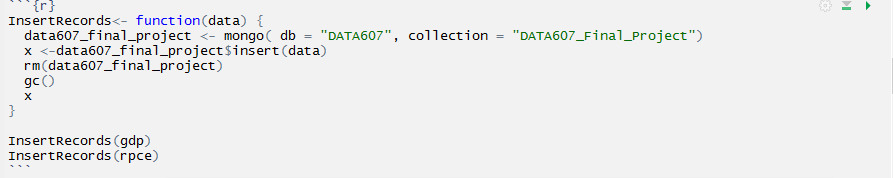 ```{r}
InsertRecords<- function(data) {
  data607_final_project <- mongo( db = "DATA607", collection = "DATA607_Final_Project")
  x <-data607_final_project$insert(data)
  rm(data607_final_project)
  gc()
  x
}

InsertRecords(gdp)
InsertRecords(rpce)
```